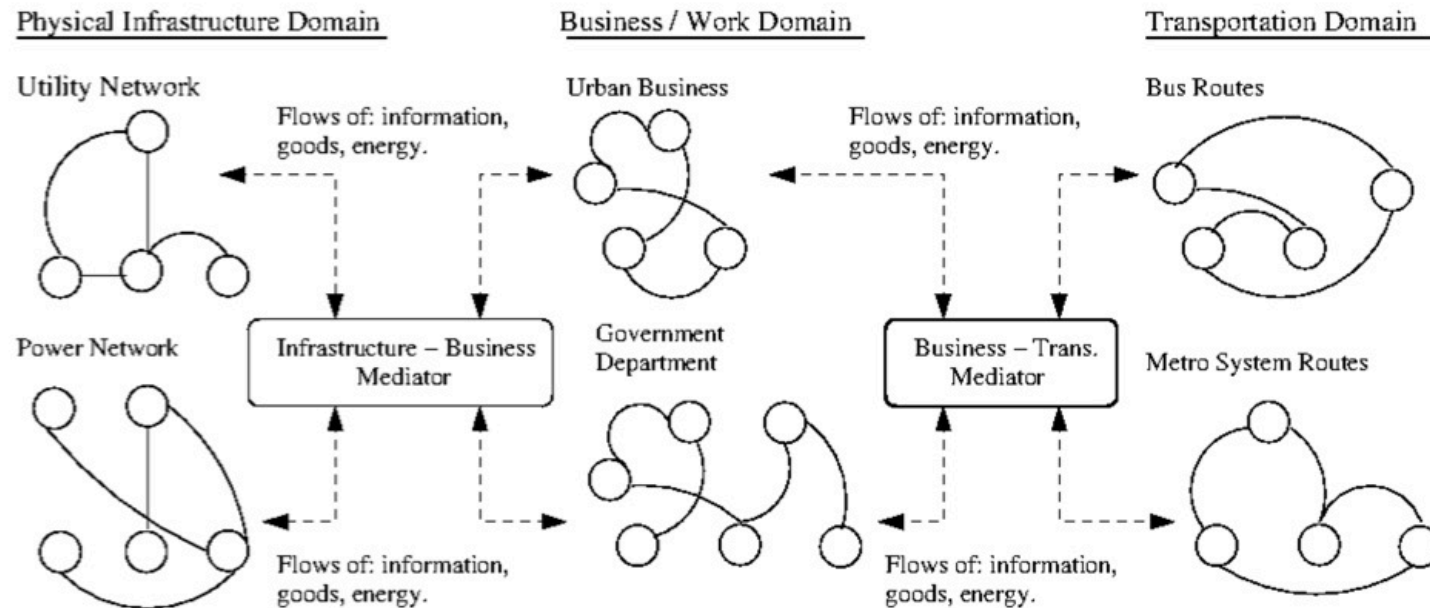 Physical Infrastructure Domain
Business / Work Domain
Transportation Domain
Utility Network
Flows of: information,
goods, energy.
Urban Business
Flows of: information,
goods, energy.
Bus Routes
Power Network
Infrastructure – Business
Mediator
Government
Department
Business – Trans.
Mediator
Metro System Routes
Flows of: information,
goods, energy.
Flows of: information,
goods, energy.